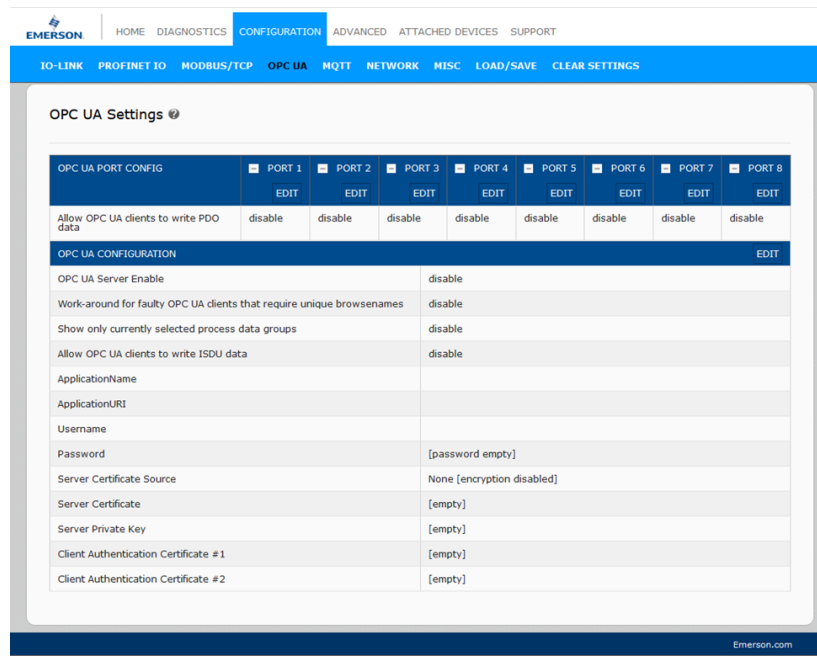 EMERSON HOME DIAGNOSTICS CONFIGURATION ADVANCED ATTACHED DEVICES SUPPORT
IO-LINK PROFINET IO MODBUS/TCP OPC UA MQTT NETWORK MISC LOAD/SAVE CLEAR SETTINGS
OPC UA Settings ?
OPC UA PORT CONFIG PORT 1 PORT 2 PORT 3 PORT 4 PORT 5 PORT 6 PORT 7 PORT 8
EDIT EDIT EDIT EDIT EDIT EDIT EDIT EDIT
Allow OPC UA clients to write PDO disable disable disable disable disable disable disable disable
data
OPC UA CONFIGURATION EDIT
OPC UA Server Enable disable
Work-around for faulty OPC UA clients that require unique browsenames disable
Show only currently selected process data groups disable
Allow OPC UA clients to write ISDU data disable
ApplicationName
ApplicationURI
Username
Password [password empty]
Server Certificate Source None [encryption disabled]
Server Certificate [empty]
Server Private Key [empty]
Client Authentication Certificate #1 [empty]
Client Authentication Certificate #2 [empty]
Emerson.com